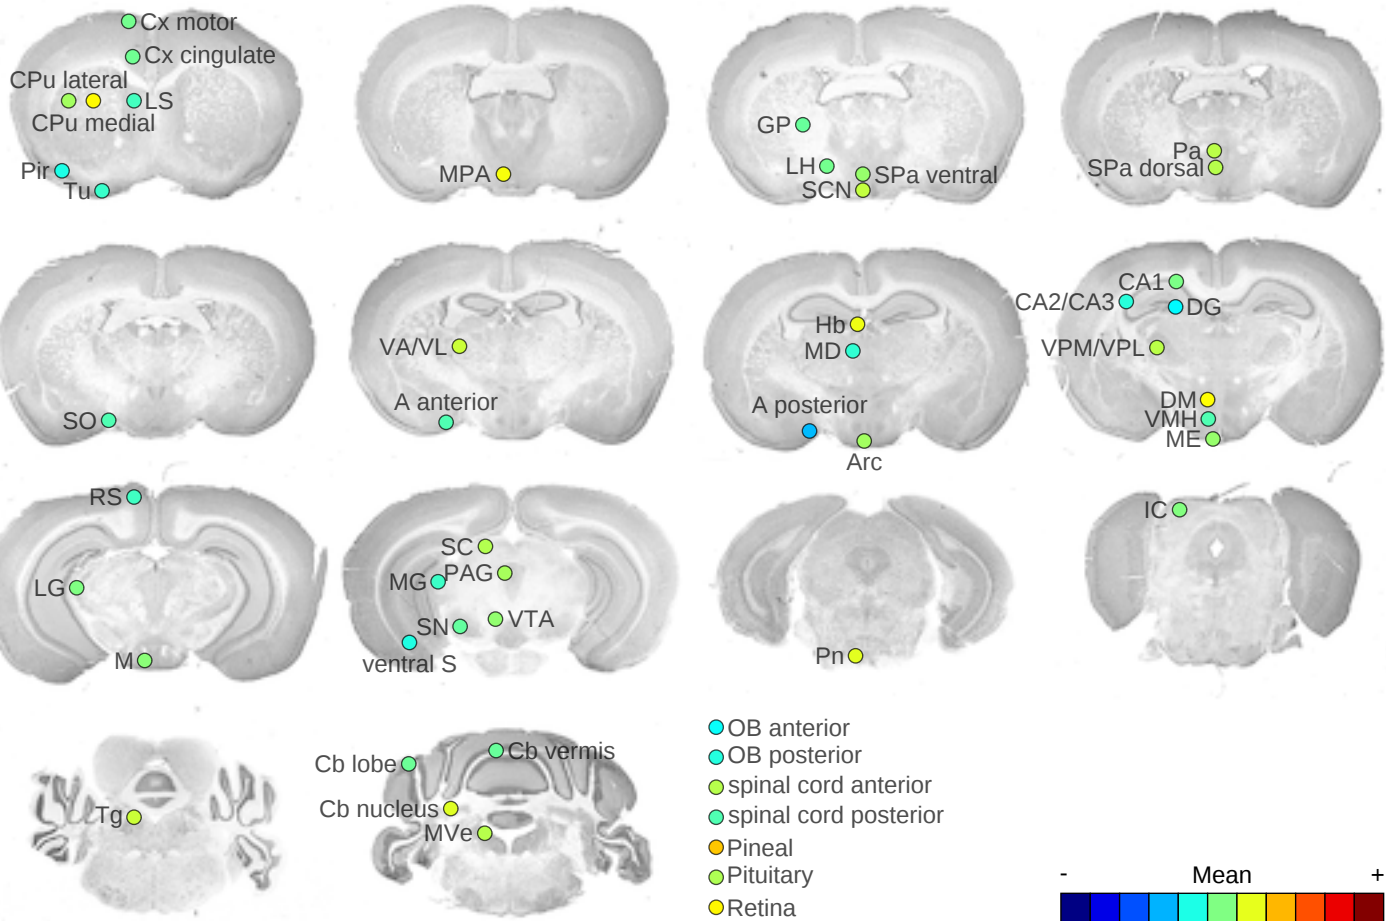 Cx motor
Cx cingulate
CPu lateral
LS
CPu medial
Pir
Tu
MPA
GP
LH
SPa ventral
SCN
Pa
SPa dorsal
SO
VA/VL
A anterior
Hb
MD
A posterior
Arc
CA1
CA2/CA3
DG
VPM/VPL
DM
VMH
ME
RS
LG
M
SC
MG
PAG
SN
VTA
ventral S
Pn
IC
Tg
Cb lobe
Cb vermis
Cb nucleus
MVe
OB anterior
OB posterior
spinal cord anterior
spinal cord posterior
Pineal
Pituitary
Retina
- Mean +